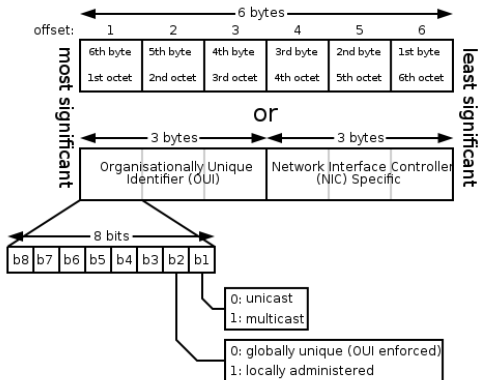 6 bytes
offset: 1 2 3 4 5 6
6th byte 5th byte 4th byte 3rd byte 2nd byte 1st byte
1st octet 2nd octet 3rd octet 4th octet 5th octet 6th octet
most significant
least significant
or
3 bytes 3 bytes
Organisationally Unique Network Interface Controller
Identifier (OUI) (NIC) Specific
8 bits
b8 b7 b6 b5 b4 b3 b2 b1
0: unicast
1: multicast
0: globally unique (OUI enforced)
1: locally administered